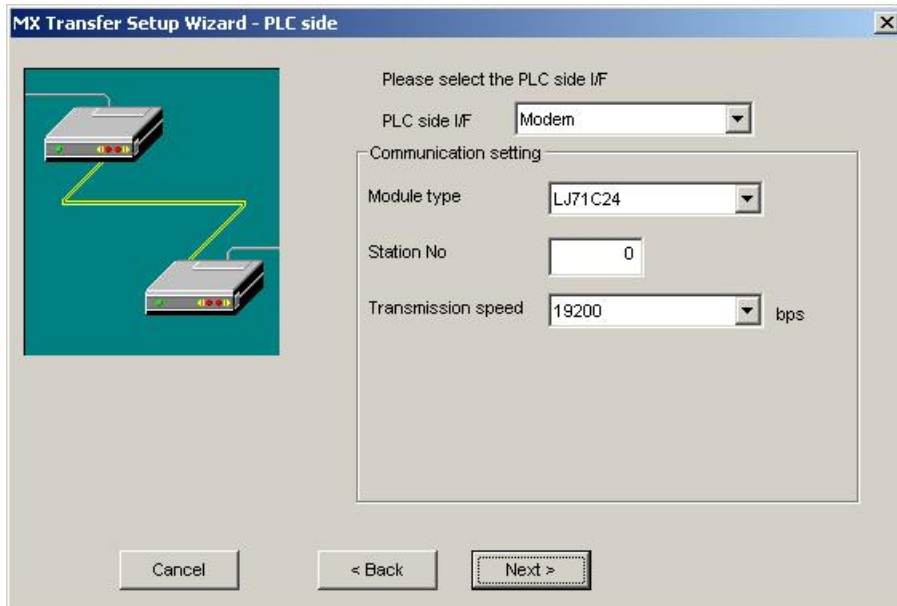 MX Transfer Setup Wizard - PLC side
Please select the PLC side I/F
PLC side I/F Modem
Communication setting
Module type LJ71C24
Station No 0
Transmission speed 19200 bps
Cancel < Back Next >